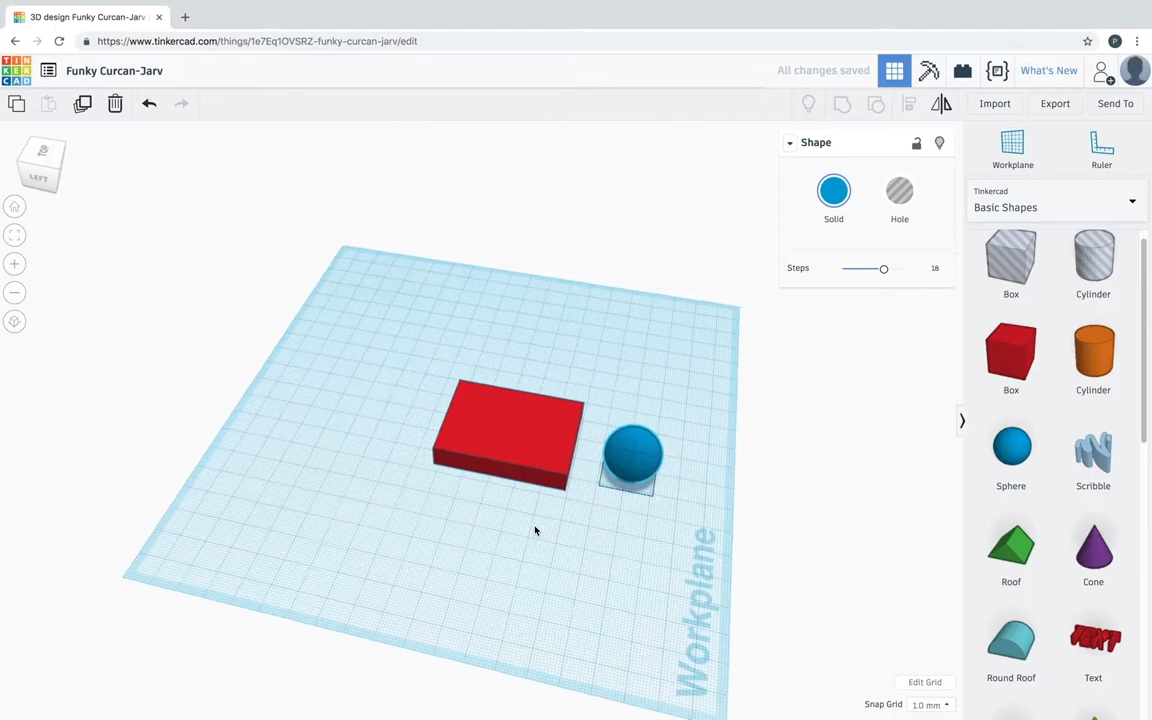 3D design Funky Curcan-Jarv
https://www.tinkercad.com/things/1e7Eq1OVSRZ-funky-curcan-jarv/edit
P
TIN
KER
CAD
Funky Curcan-Jarv
All changes saved
What's New
Import
Export
Send To
TOP
LEFT
Shape
Solid
Hole
Steps
18
Workplane
Ruler
Tinkercad
Basic Shapes
Box
Cylinder
Box
Cylinder
Sphere
Scribble
Roof
Cone
Round Roof
Text
TEXT
Workplane
Edit Grid
Snap Grid
1.0 mm